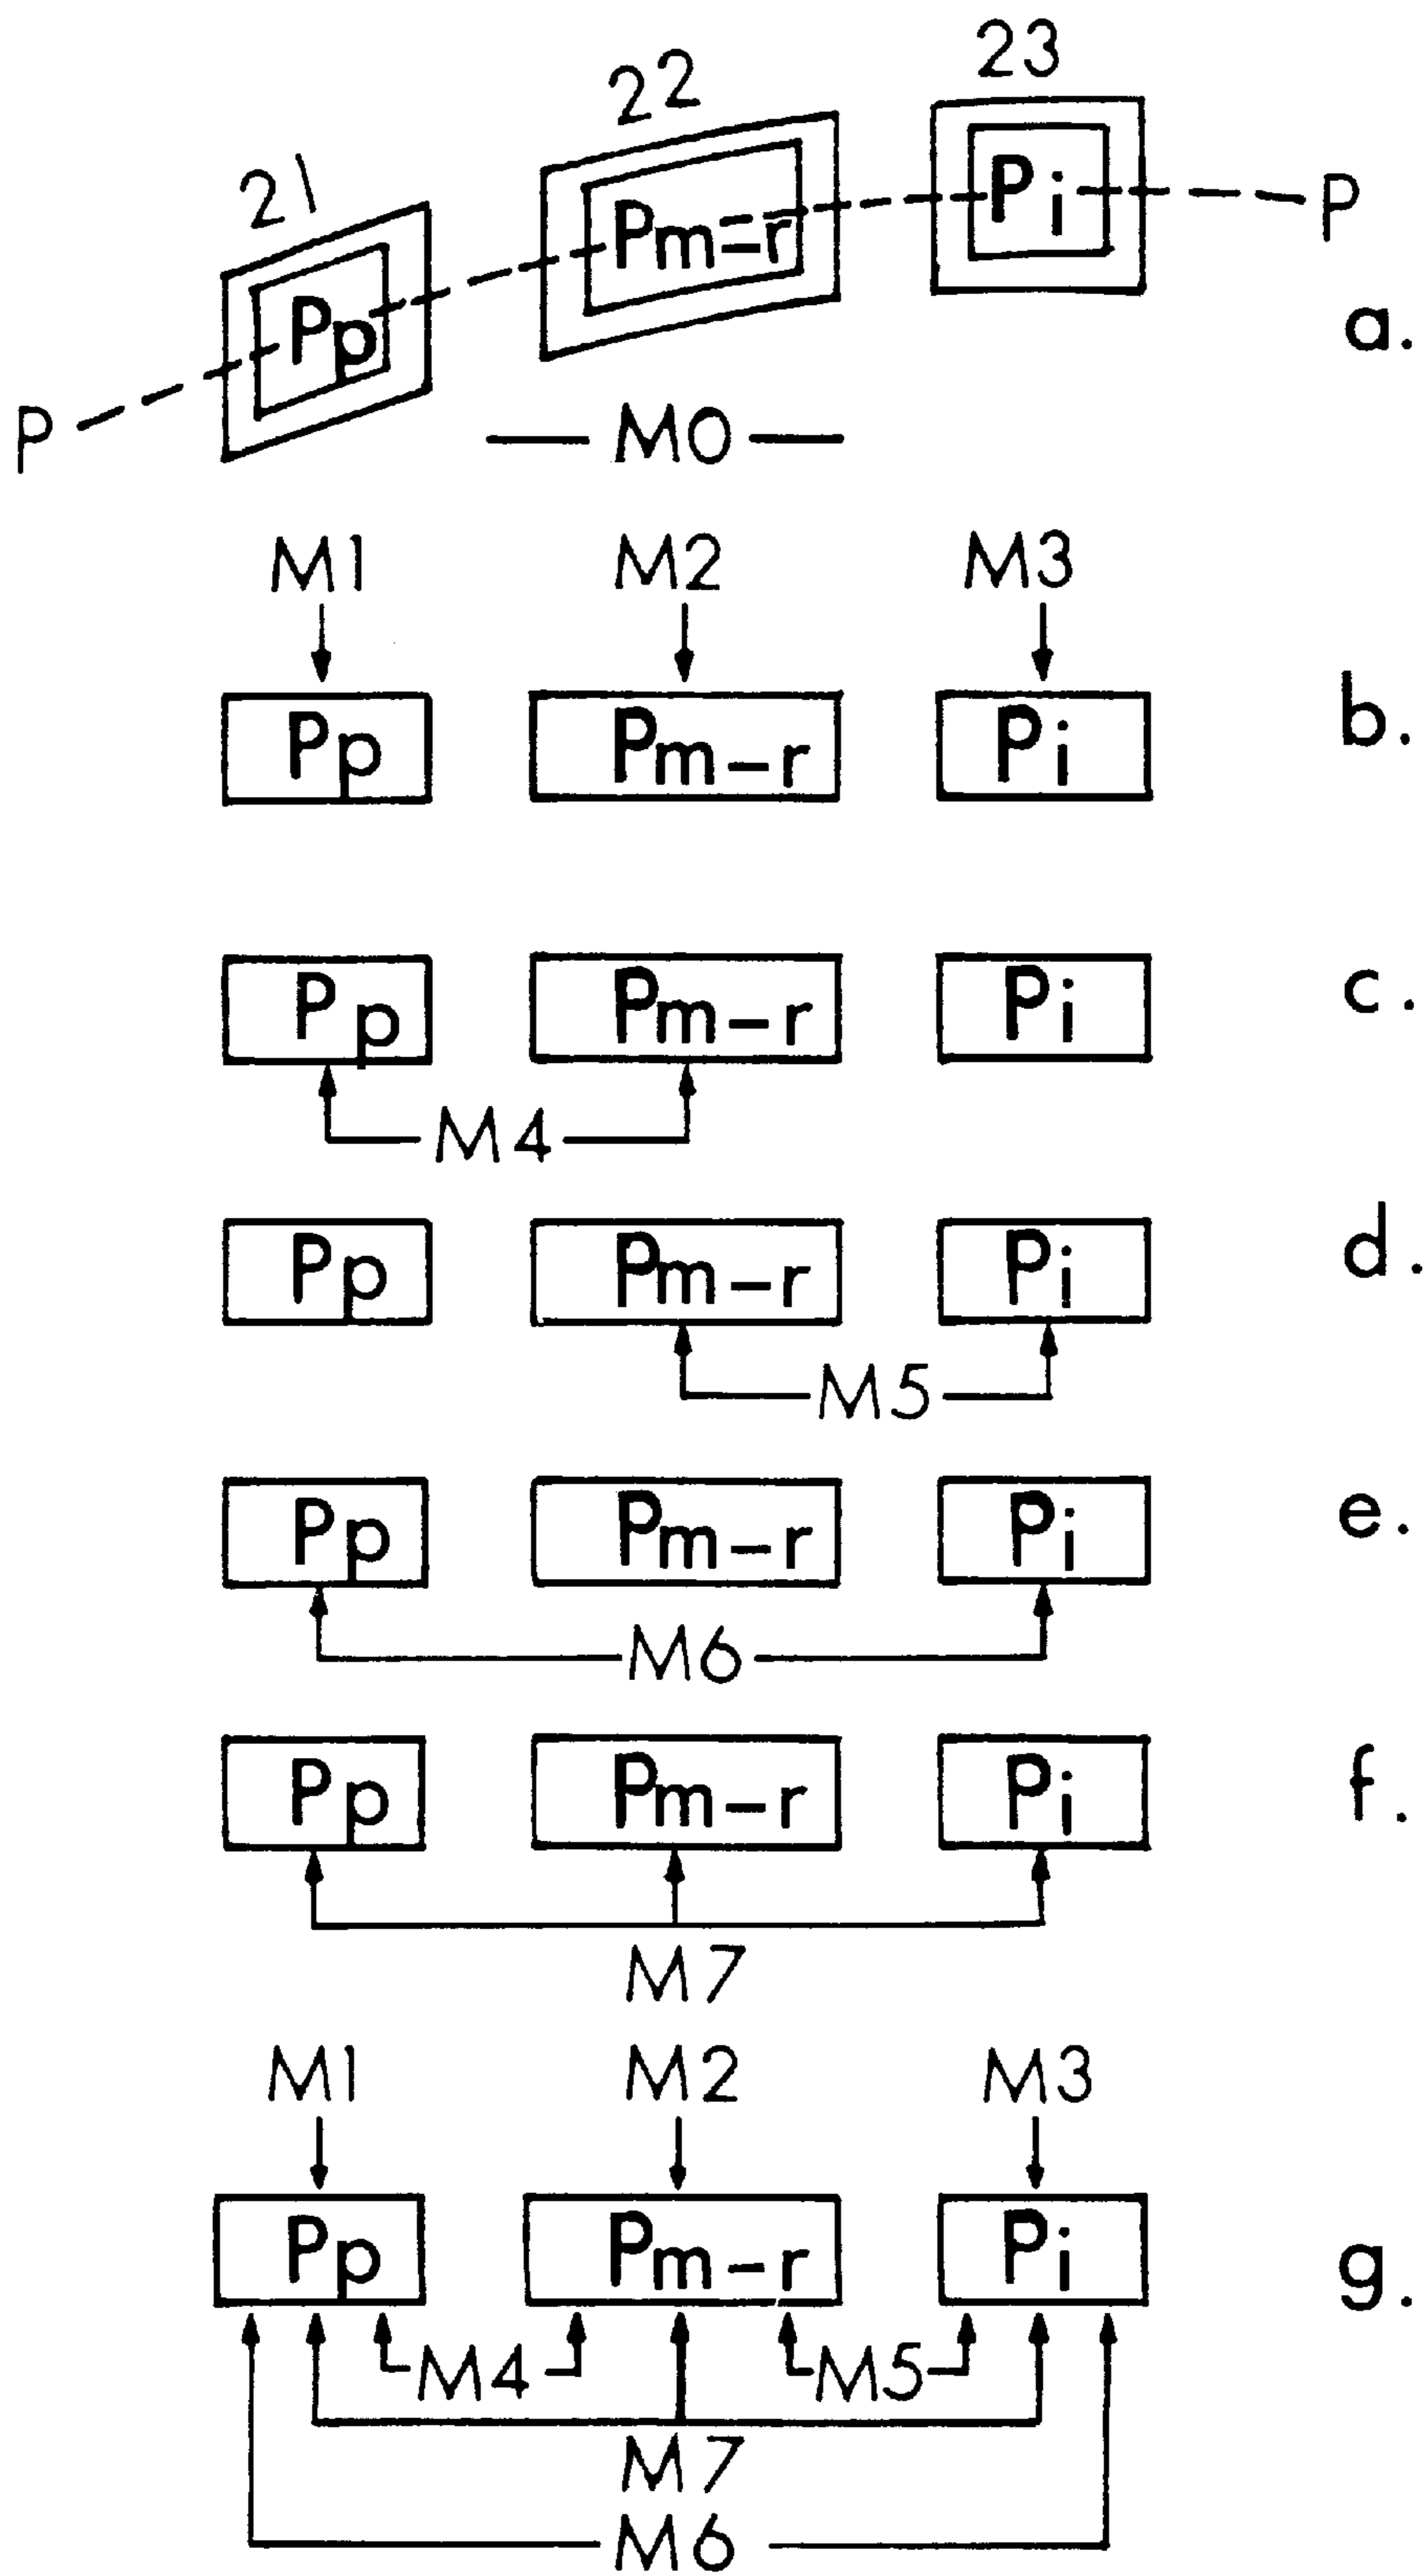 21 22 23
Pp Pm-r Pi
P P
a.
M0
M1 M2 M3
Pp Pm-r Pi b.
Pp Pm-r Pi c.
M4
Pp Pm-r Pi d.
M5
Pp Pm-r Pi e.
M6
Pp Pm-r Pi f.
M7
M1 M2 M3
Pp Pm-r Pi g.
M4 M5
M7
M6